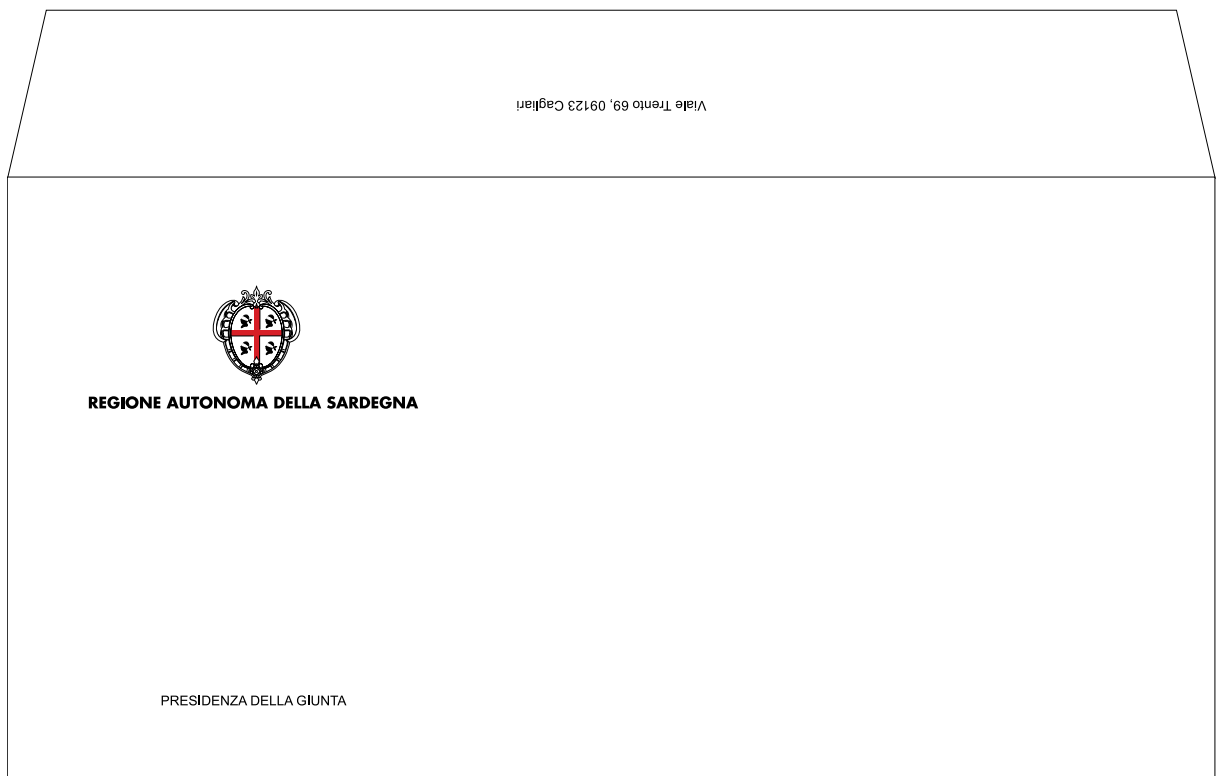 Viale Trento 69, 09123 Cagliari
REGIONE AUTONOMA DELLA SARDEGNA
PRESIDENZA DELLA GIUNTA